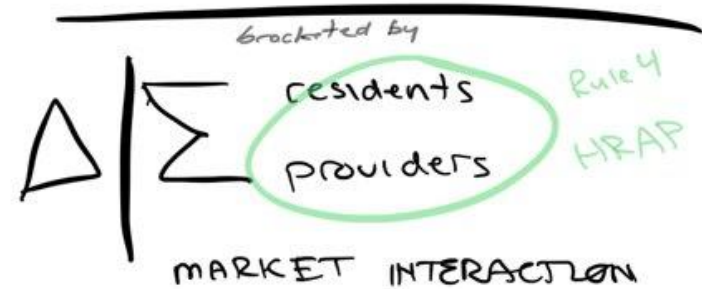 brocketed by
residents
Rule 4
Δ | Σ
providers
HRAP
MARKET INTERACTION